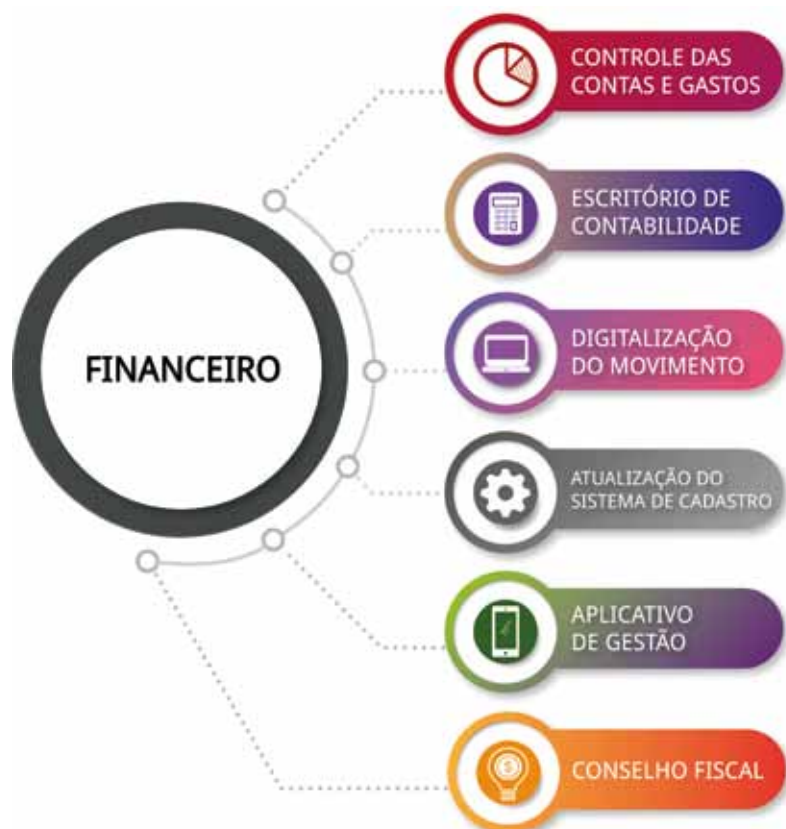 CONTROLE DAS
CONTAS E GASTOS
ESCRITÓRIO DE
CONTABILIDADE
DIGITALIZAÇÃO
DO MOVIMENTO
FINANCEIRO
ATUALIZAÇÃO DO
SISTEMA DE CADASTRO
APLICATIVO
DE GESTÃO
CONSELHO FISCAL
$